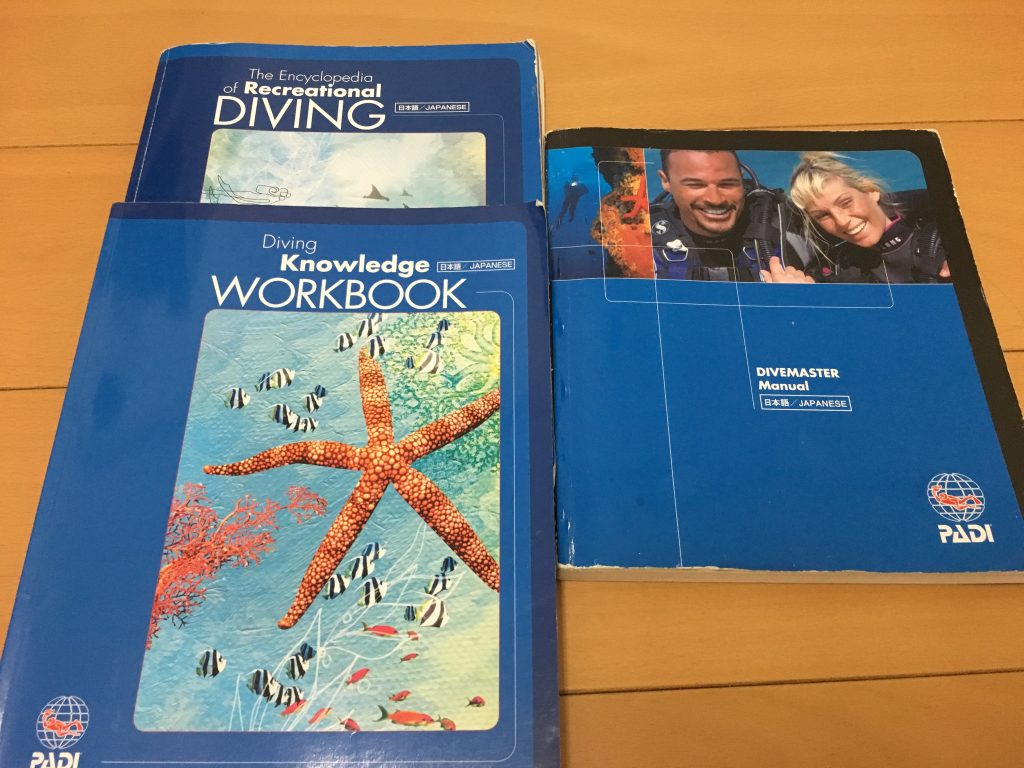 The Encyclopedia
of Recreational
DIVING 日本語／JAPANESE
Diving
Knowledge 日本語／JAPANESE
WORKBOOK
PADI
DIVEMASTER
Manual
日本語／JAPANESE
PADI